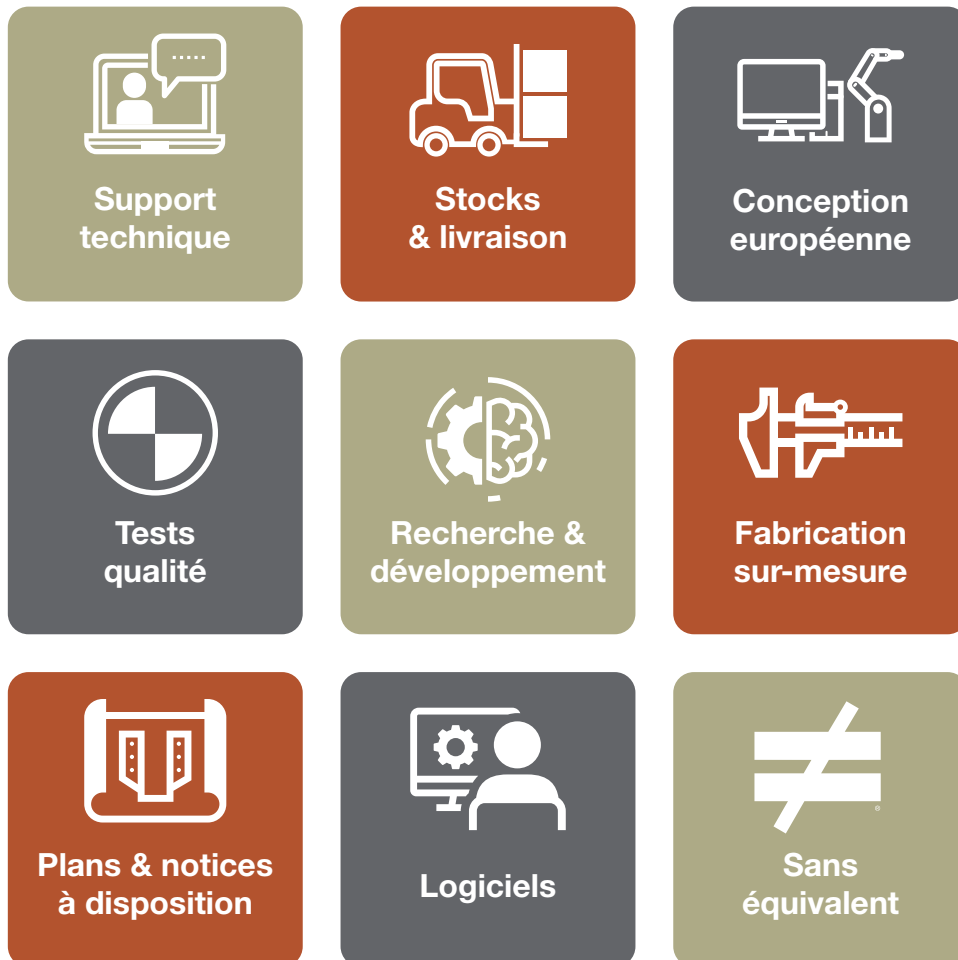 Support
technique
Stocks
& livraison
Conception
européenne
Tests
qualité
Recherche &
développement
Fabrication
sur-mesure
Plans & notices
à disposition
Logiciels
Sans
équivalent